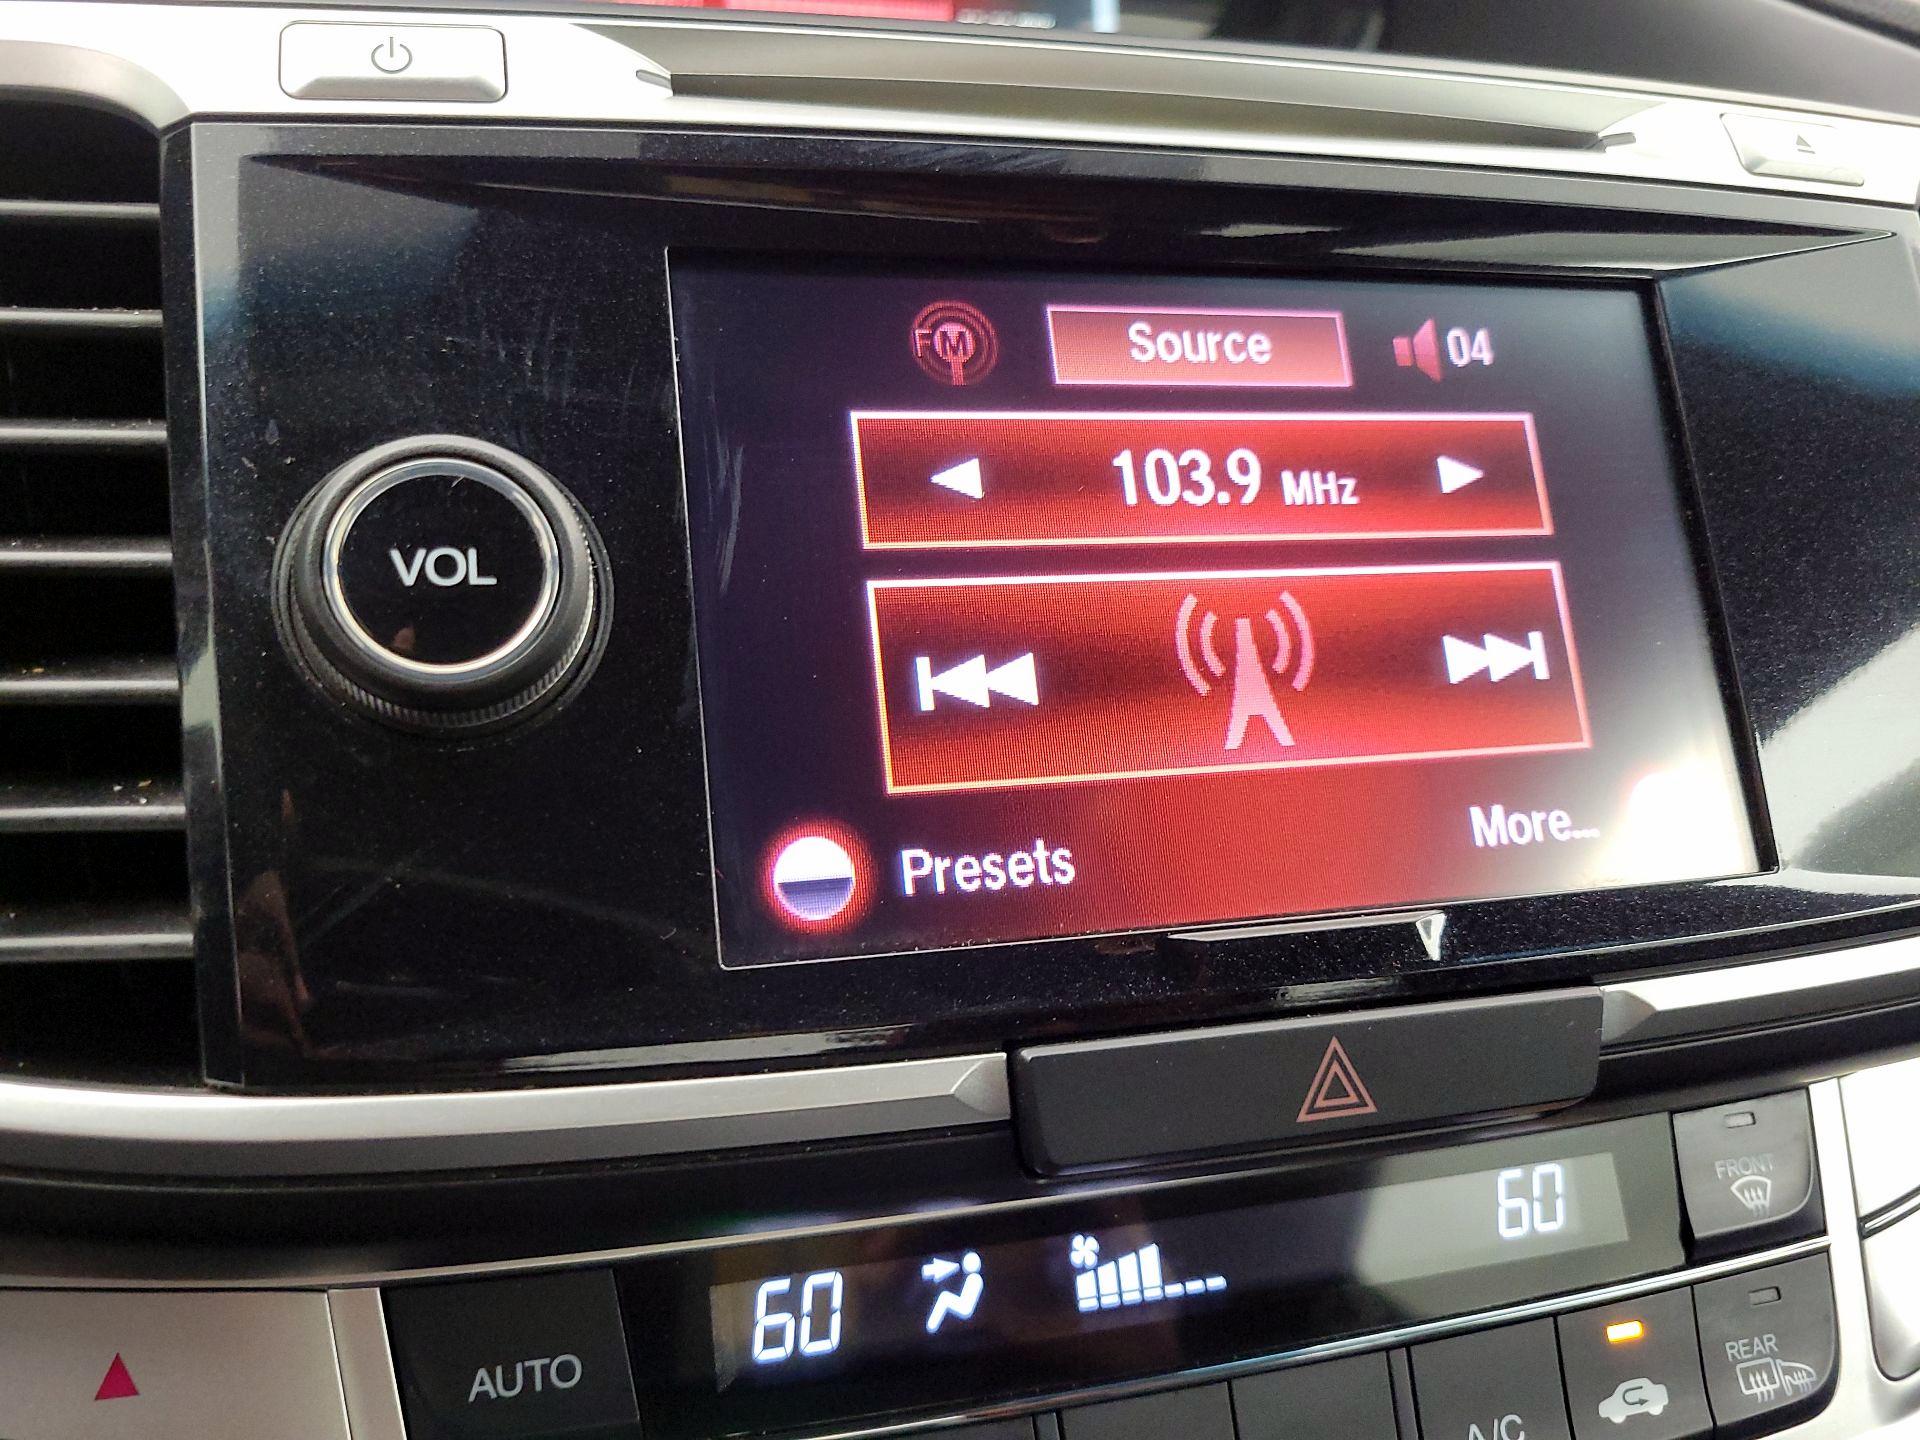 FM
Source
04
103.9 MHz
VOL
More...
Presets
FRONT
60
60
REAR
AUTO
A/C